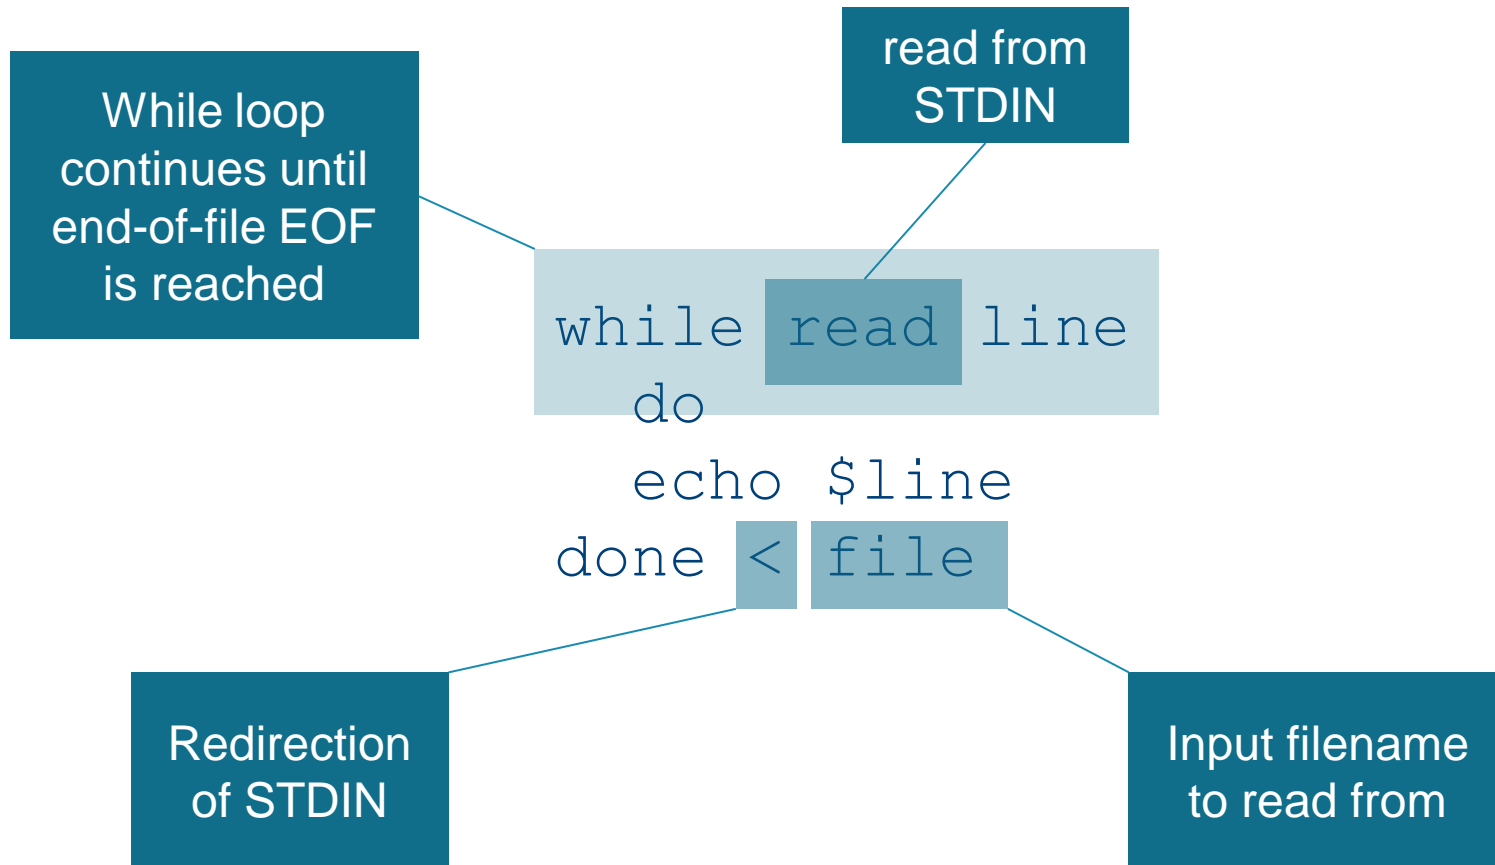 While loop
continues until
end-of-file EOF
is reached
read from
STDIN
while read line
do
echo $line
done < file
Redirection
of STDIN
Input filename
to read from